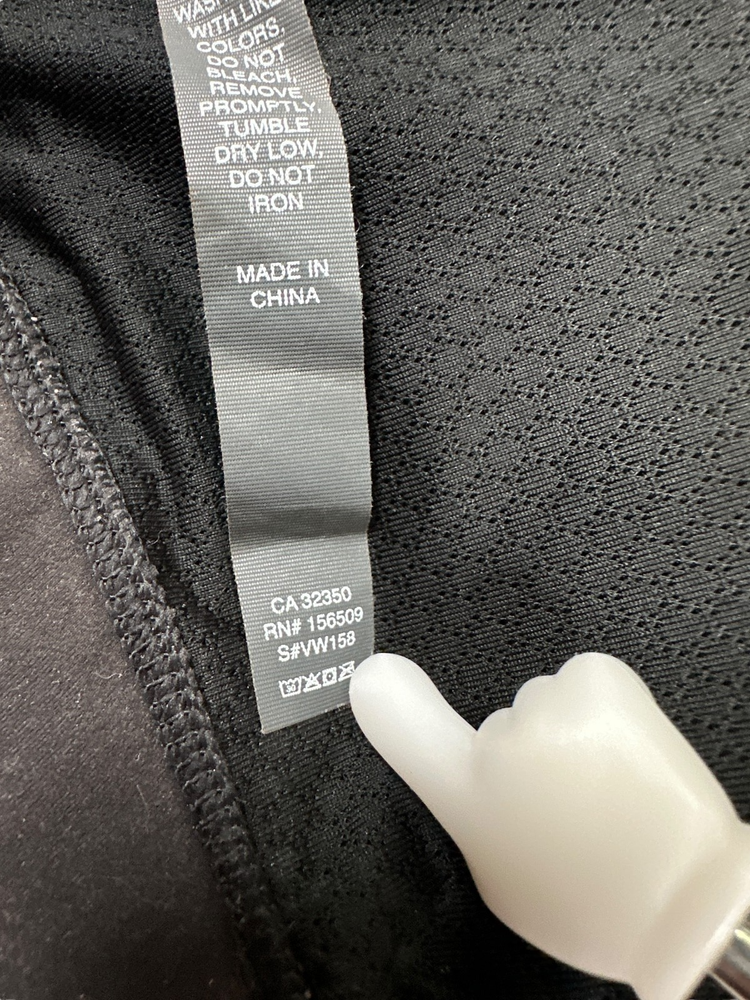 WITH LIKE
COLORS,
DO NOT
BLEACH,
REMOVE
PROMPTLY,
TUMBLE
DRY LOW,
DO NOT
IRON
MADE IN
CHINA
CA 32350
RN# 156509
S#VW158
30